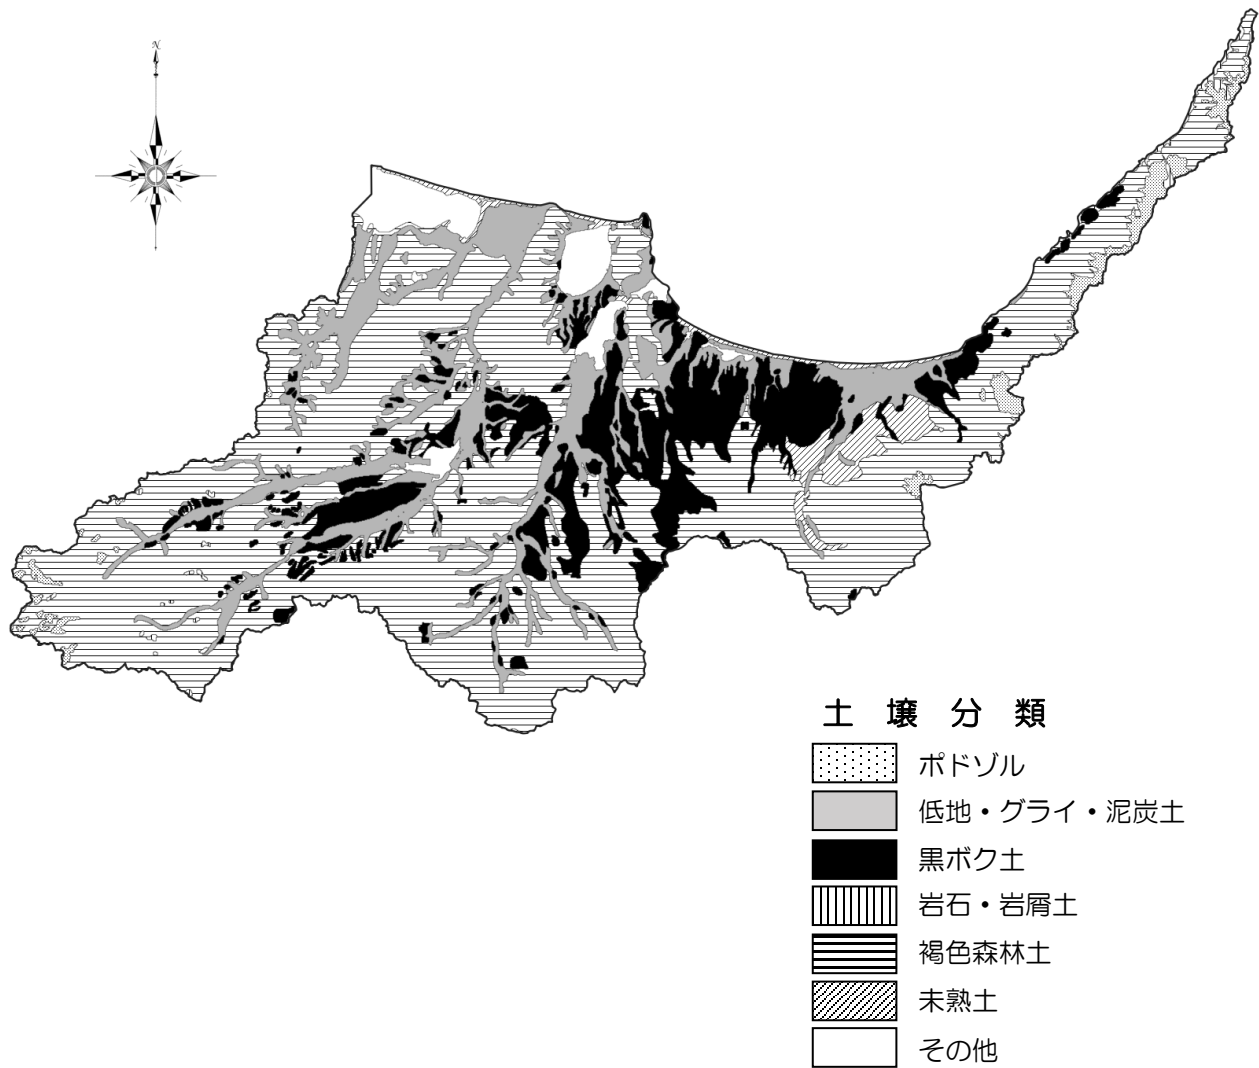 N
土 壌 分 類
ポドゾル
低地・グライ・泥炭土
黒ボク土
岩石・岩屑土
褐色森林土
未熟土
その他